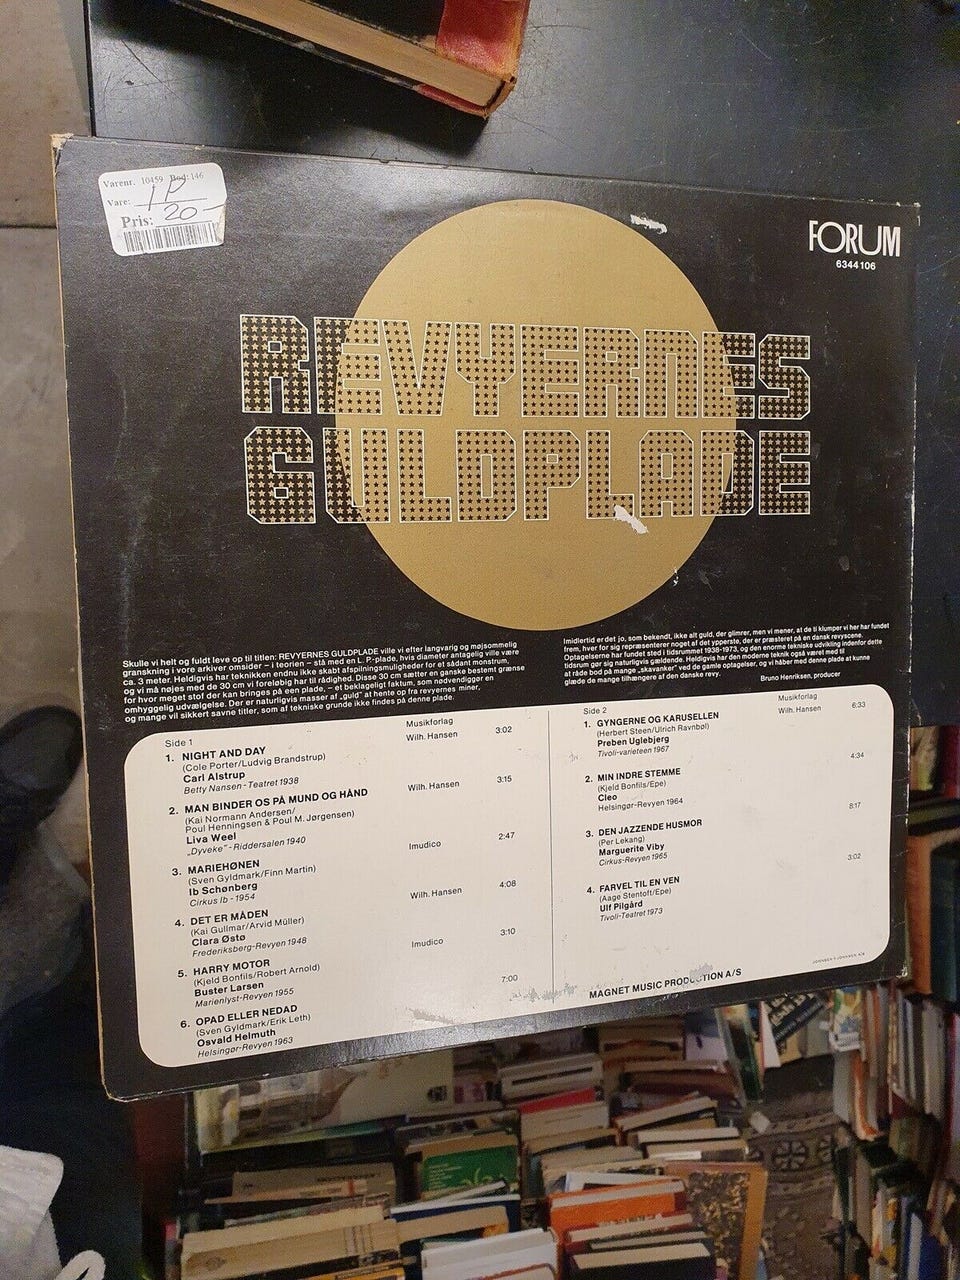 Varenr. 10459 Bod: 146
Vare: LP
Pris: 20-
FORUM
6344 106
REVYERNES
GULDPLADE
Skulle vi helt og fuldt leve op til titlen: REVYERNES GULDPLADE ville vi efter langvarig og møjsommelig
granskning i vore arkiver omsider – i teorien – stå med en L.P.-plade, hvis diameter antagelig ville være
ca. 3 meter. Heldigvis har teknikken endnu ikke skabt afspilningsmuligheder for et sådant monstrum,
og vi må nøjes med de 30 cm vi foreløbig har til rådighed. Disse 30 cm sætter en ganske bestemt grænse
for hvor meget stof der kan bringes på een plade, – et beklageligt faktum, som nødvendiggør en
omhyggelig udvælgelse. Der er naturligvis masser af „guld" at hente op fra revyernes miner,
og mange vil sikkert savne titler, som af tekniske grunde ikke findes på denne plade.
Imidlertid er det jo, som bekendt, ikke alt guld, der glimrer, men vi mener, at de ti klumper vi her har fundet
frem, hver for sig repræsenterer noget af det ypperste, der er præsteret på en dansk revyscene.
Optagelserne har fundet sted i tidsrummet 1938-1973, og den enorme tekniske udvikling indenfor dette
tidsrum gør sig naturligvis gældende. Heldigvis har den moderne teknik også været med til
at råde bod på mange „skavanker" ved de gamle optagelser, og vi håber med denne plade at kunne
glæde de mange tilhængere af den danske revy.
Bruno Henriksen, producer
Side 1
Musikforlag
1. NIGHT AND DAY Wilh. Hansen 3:02
(Cole Porter/Ludvig Brandstrup)
Carl Alstrup
Betty Nansen-Teatret 1938
2. MAN BINDER OS PÅ MUND OG HÅND Wilh. Hansen 3:15
(Kai Normann Andersen/
Poul Henningsen & Poul M. Jørgensen)
Liva Weel
„Dyveke" - Riddersalen 1940
3. MARIEHØNEN Imudico 2:47
(Sven Gyldmark/Finn Martin)
Ib Schønberg
Cirkus Ib - 1954
4. DET ER MÅDEN Wilh. Hansen 4:08
(Kai Gullmar/Arvid Müller)
Clara Østø
Frederiksberg-Revyen 1948
5. HARRY MOTOR Imudico 3:10
(Kjeld Bonfils/Robert Arnold)
Buster Larsen
Marienlyst-Revyen 1955
6. OPAD ELLER NEDAD 7:00
(Sven Gyldmark/Erik Leth)
Osvald Helmuth
Helsingør-Revyen 1963
Side 2
Musikforlag
1. GYNGERNE OG KARUSELLEN Wilh. Hansen 6:33
(Herbert Steen/Ulrich Ravnbøl)
Preben Uglebjerg
Tivoli-varieteen 1967
2. MIN INDRE STEMME 4:34
(Kjeld Bonfils/Epe)
Cleo
Helsingør-Revyen 1964
3. DEN JAZZENDE HUSMOR 8:17
(Per Lekang)
Marguerite Viby
Cirkus-Revyen 1965
4. FARVEL TIL EN VEN 3:02
(Aage Stentoft/Epe)
Ulf Pilgård
Tivoli-Teatret 1973
MAGNET MUSIC PRODUCTION A/S